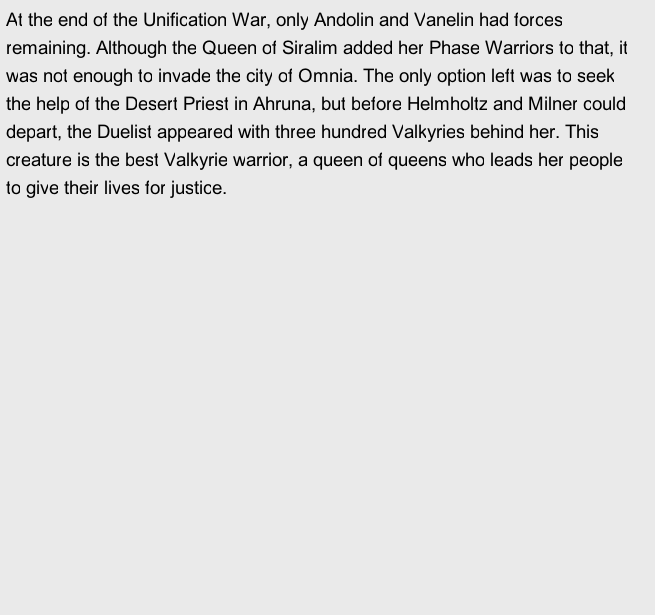 At the end of the Unification War, only Andolin and Vanelin had forces
remaining. Although the Queen of Siralim added her Phase Warriors to that, it
was not enough to invade the city of Omnia. The only option left was to seek
the help of the Desert Priest in Ahruna, but before Helmholtz and Milner could
depart, the Duelist appeared with three hundred Valkyries behind her. This
creature is the best Valkyrie warrior, a queen of queens who leads her people
to give their lives for justice.